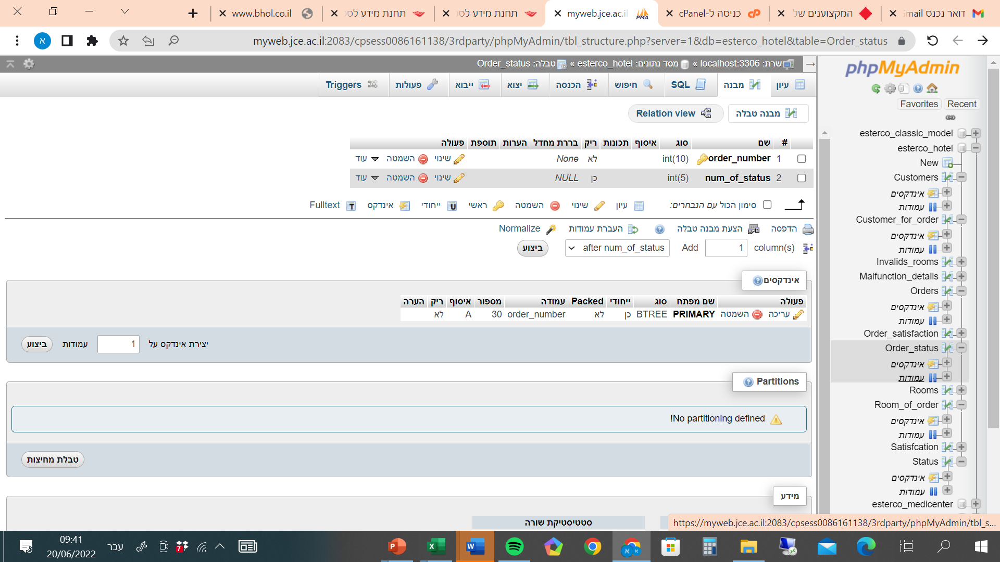 דואר נכנס Gmail
המקצוענים של
כניסה ל-cPanel
myweb.jce.ac.il
תחנת מידע לסט
תחנת מידע לסט
www.bhol.co.il
myweb.jce.ac.il:2083/cpsess0086161138/3rdparty/phpMyAdmin/tbl_structure.php?server=1&db=esterco_hotel&table=Order_status
א
שרת: localhost:3306 » מסד נתונים: esterco_hotel » טבלה: Order_status
עיון
מבנה
SQL
חיפוש
הכנסה
יצוא
ייבוא
פעולות
Triggers
מבנה טבלה
Relation view
# שם סוג איסוף תכונות ריק בררת מחדל הערות תוספת פעולה
1 order_number int(10) לא None שינוי השמטה עוד
2 num_of_status int(5) כן NULL שינוי השמטה עוד
סימון הכול עם הנבחרים: עיון שינוי השמטה ראשי ייחודי אינדקס Fulltext
הדפסה הצעת מבנה טבלה העברת עמודות Normalize
Add 1 column(s) after num_of_status ביצוע
אינדקסים
פעולה שם מפתח סוג ייחודי Packed עמודה מספור איסוף ריק הערה
עריכה השמטה PRIMARY BTREE כן לא order_number 30 A לא
יצירת אינדקס על 1 עמודות ביצוע
Partitions
No partitioning defined!
טבלת מחיצות
מידע
סטטיסטיקת שורה
phpMyAdmin
Recent Favorites
esterco_classic_model
esterco_hotel
New
Customers
אינדקסים
עמודות
Customer_for_order
אינדקסים
עמודות
Invalids_rooms
Malfunction_details
Orders
אינדקסים
עמודות
Order_satisfaction
Order_status
אינדקסים
עמודות
Rooms
Room_of_order
אינדקסים
עמודות
Satisfcation
Status
אינדקסים
עמודות
esterco_medicenter
https://myweb.jce.ac.il:2083/cpsess0086161138/3rdparty/phpMyAdmin/tbl_s...
עבר
09:41
20/06/2022